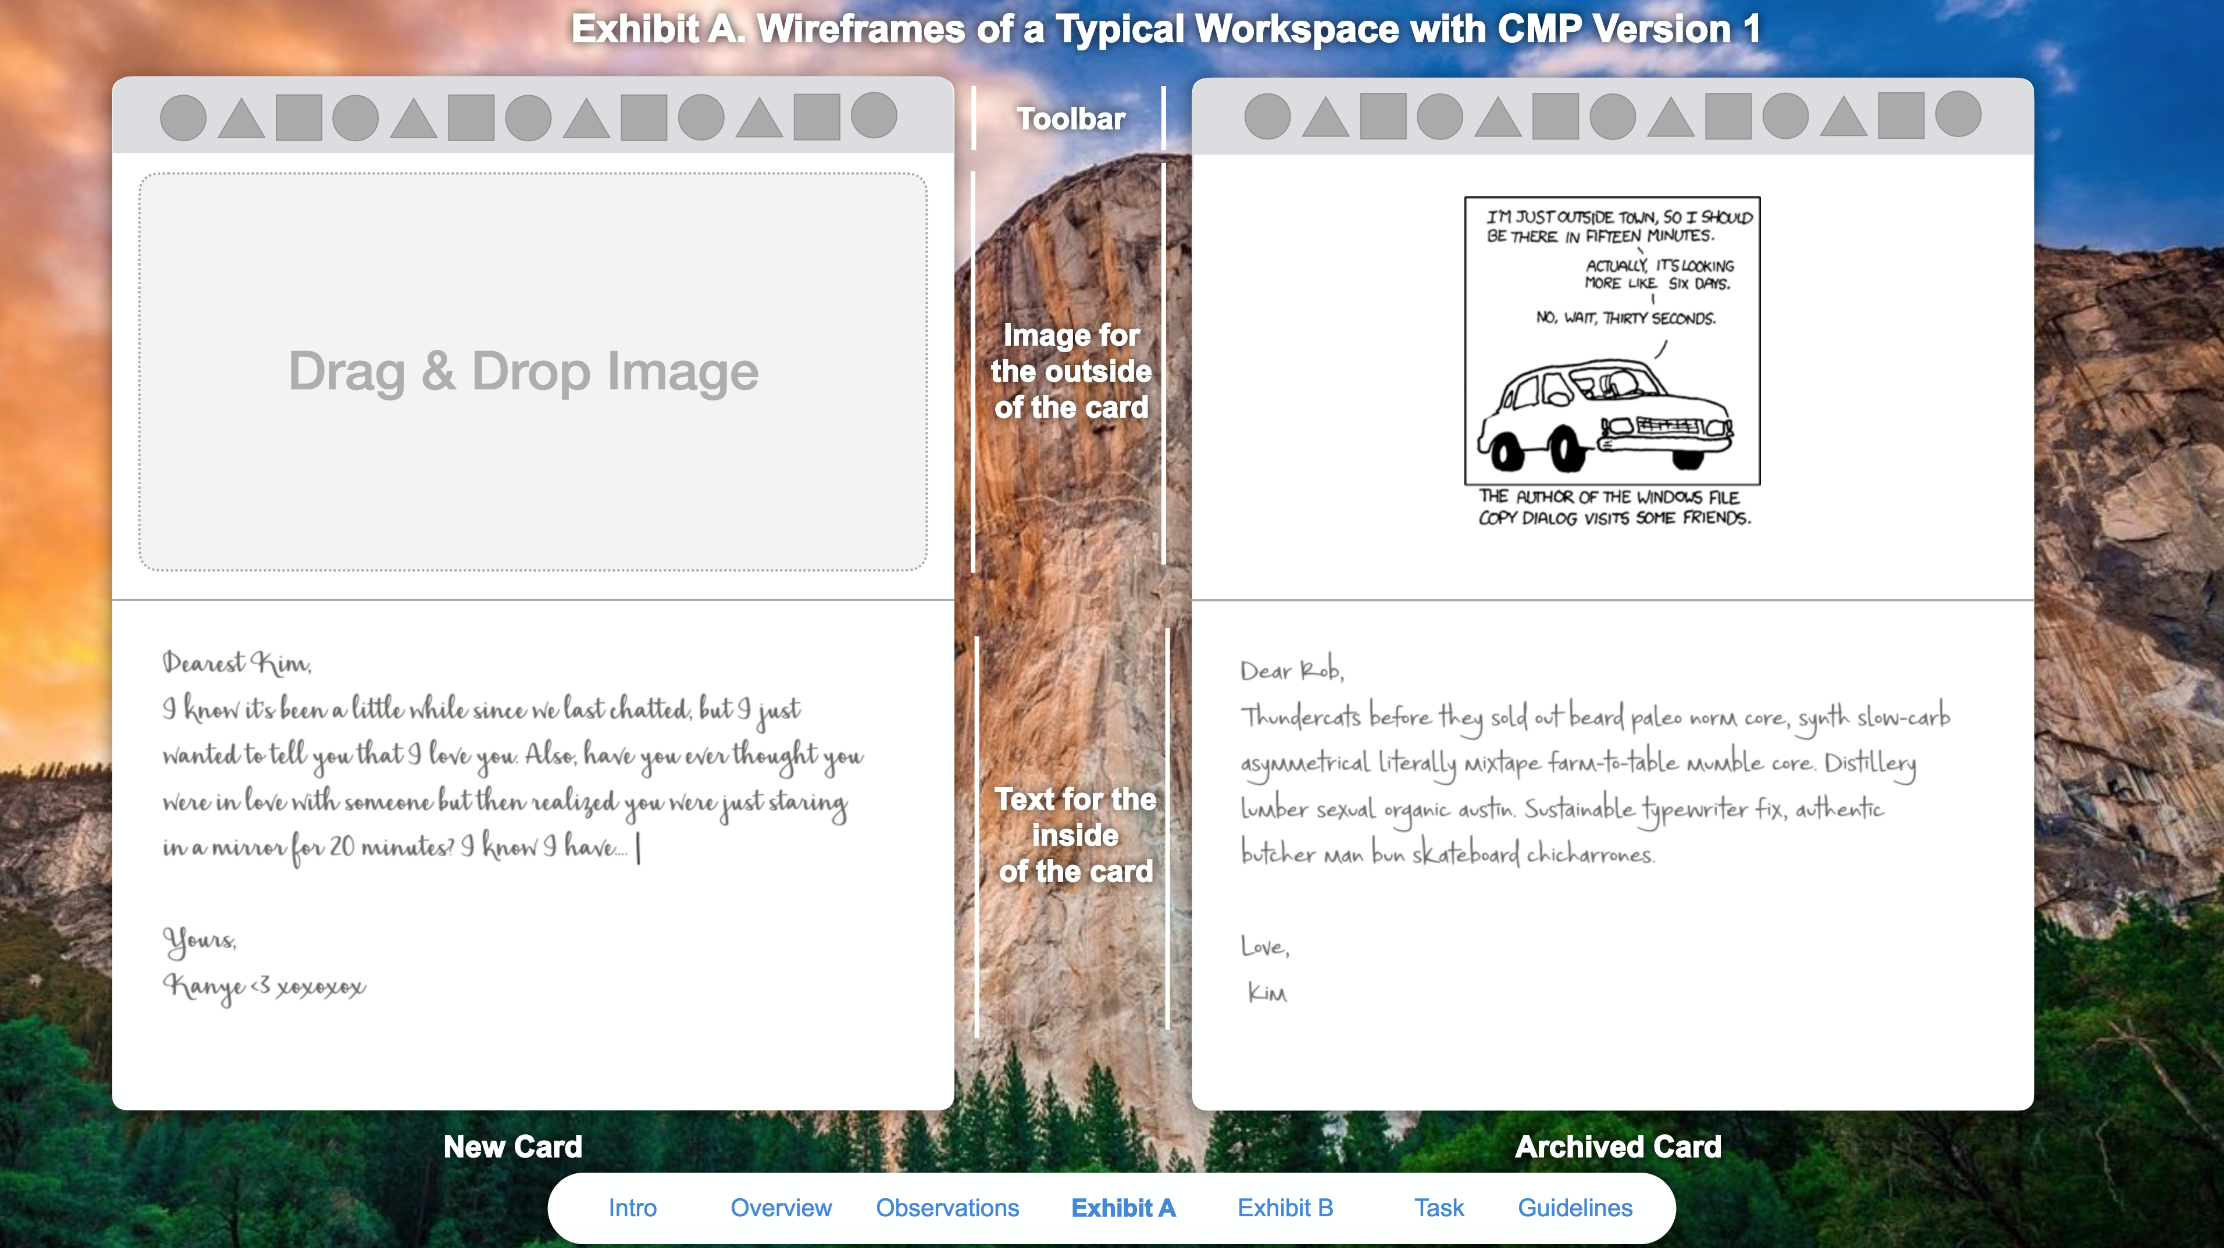 Exhibit A. Wireframes of a Typical Workspace with CMP Version 1
Toolbar
Drag & Drop Image
Image for
the outside
of the card
I'M JUST OUTSIDE TOWN, SO I SHOULD
BE THERE IN FIFTEEN MINUTES.
ACTUALLY, IT'S LOOKING
MORE LIKE SIX DAYS.
NO, WAIT, THIRTY SECONDS.
THE AUTHOR OF THE WINDOWS FILE
COPY DIALOG VISITS SOME FRIENDS.
Dearest Kim,
I know it's been a little while since we last chatted, but I just
wanted to tell you that I love you. Also, have you ever thought you
were in love with someone but then realized you were just staring
in a mirror for 20 minutes? I know I have....
Yours,
Kanye <3 xoxoxox
Text for the
inside
of the card
Dear Rob,
Thundercats before they sold out beard paleo norm core, synth slow-carb
asymmetrical literally mixtape farm-to-table mumble core. Distillery
lumber sexual organic austin. Sustainable typewriter fix, authentic
butcher man bun skateboard chicharrones.
Love,
Kim
New Card
Archived Card
Intro
Overview
Observations
Exhibit A
Exhibit B
Task
Guidelines